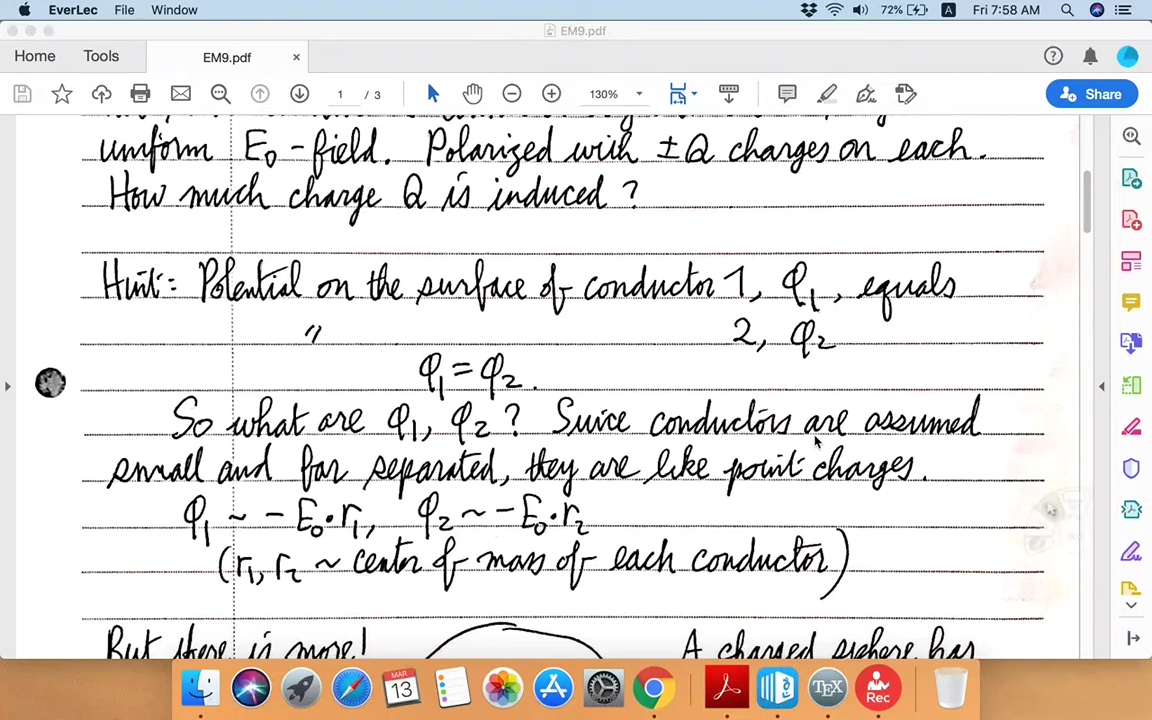 EverLec File Window 72% A Fri 7:58 AM
EM9.pdf
Home Tools EM9.pdf ×
1 / 3 130% Share
uniform E₀-field. Polarized with ±Q charges on each.
How much charge Q is induced?
Hint: Potential on the surface of conductor 1, φ₁, equals
〃 2, φ₂
φ₁ = φ₂.
So what are φ₁, φ₂? Since conductors are assumed
small and far separated, they are like point charges.
φ₁ ~ -E₀·r₁, φ₂ ~ -E₀·r₂
(r₁, r₂ ~ center of mass of each conductor)
But there is more! A charged sphere has
MAR
13
TEX
Rec